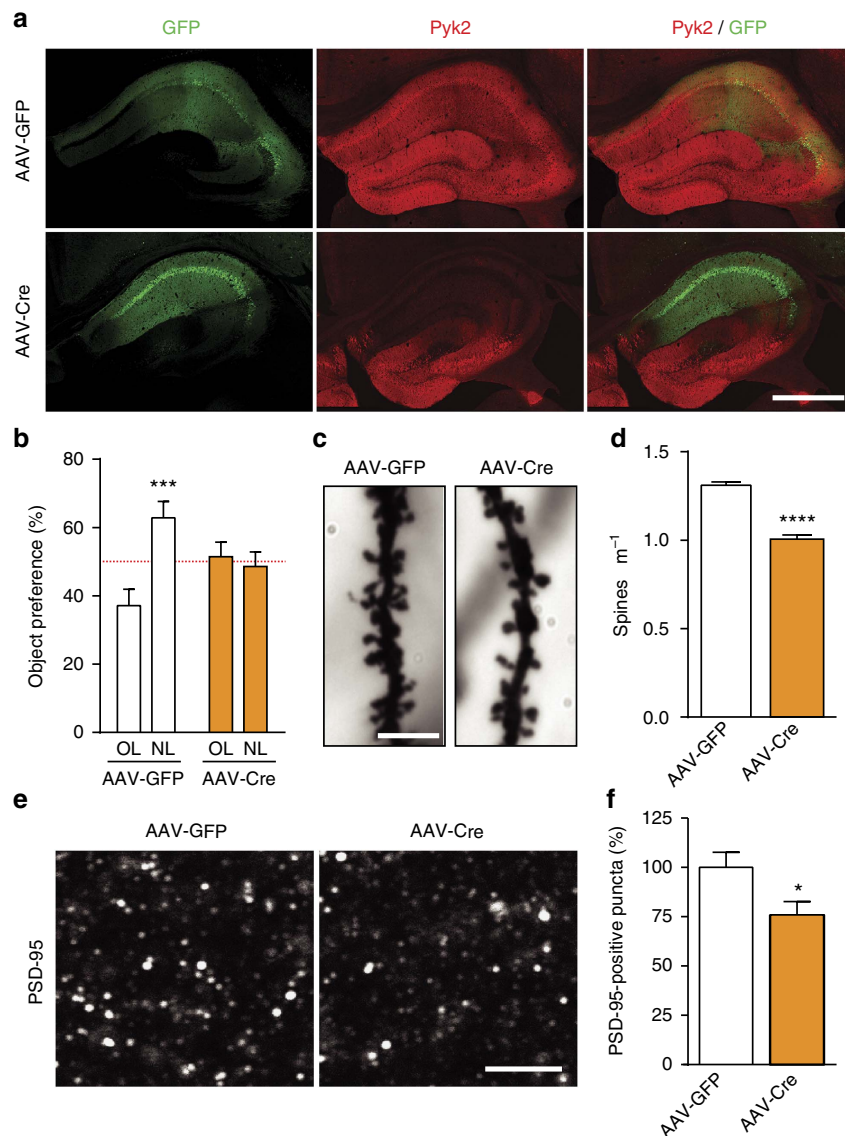 a
GFP
Pyk2
Pyk2 / GFP
AAV-GFP
AAV-Cre
b
Object preference (%)
80
60
40
20
0
***
OL NL OL NL
AAV-GFP AAV-Cre
c
AAV-GFP AAV-Cre
d
Spines m⁻¹
1.5
1.0
0.5
0.0
****
AAV-GFP
AAV-Cre
e
AAV-GFP AAV-Cre
PSD-95
f
PSD-95-positive puncta (%)
125
100
75
50
25
0
*
AAV-GFP
AAV-Cre